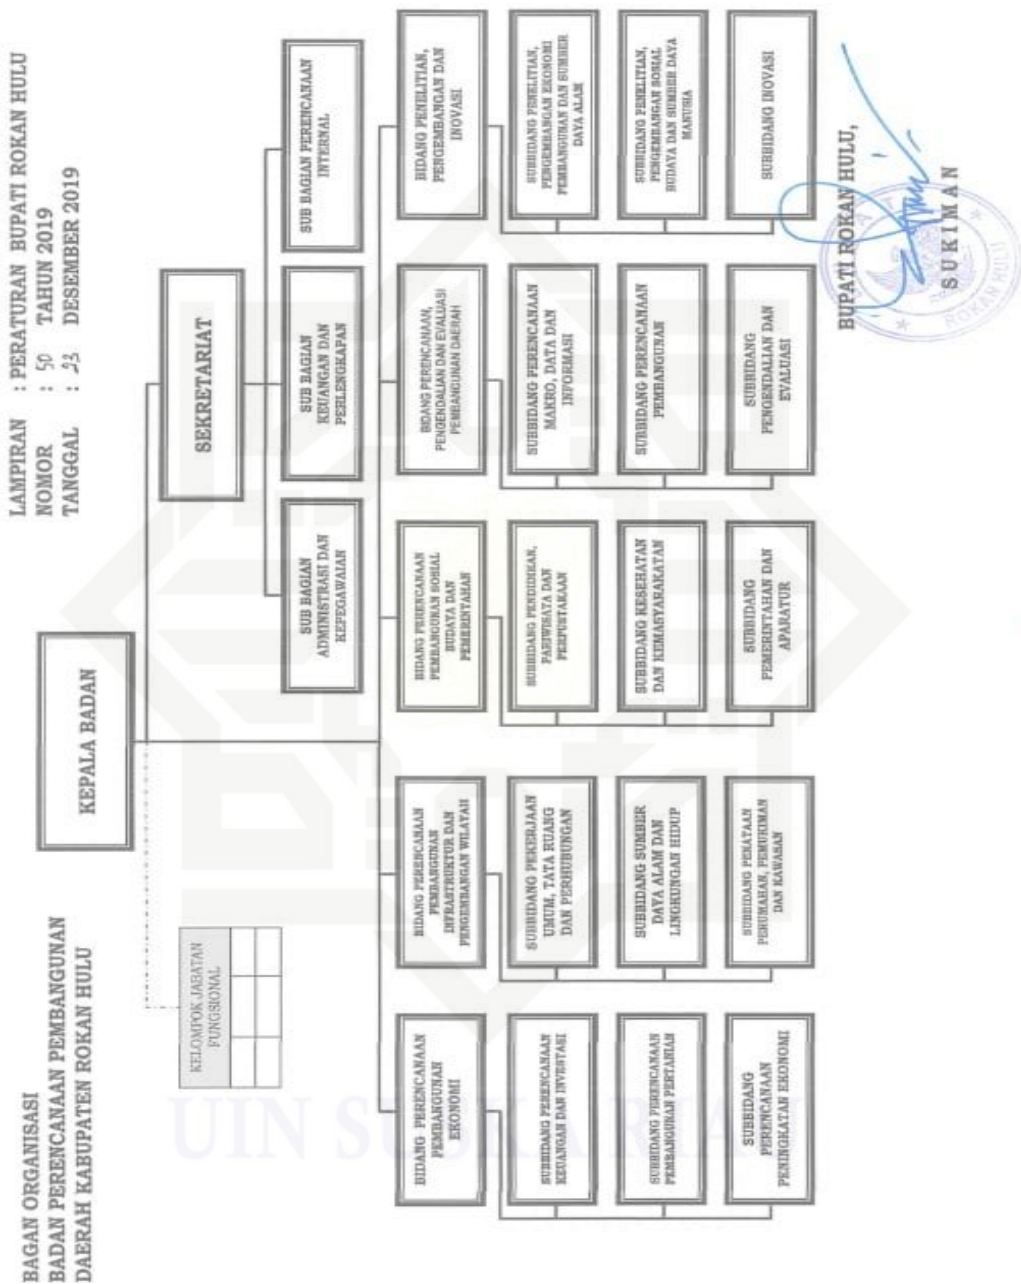 BAGAN ORGANISASI
BADAN PERENCANAAN PEMBANGUNAN
DAERAH KABUPATEN ROKAN HULU
LAMPIRAN : PERATURAN BUPATI ROKAN HULU
NOMOR : 50 TAHUN 2019
TANGGAL : 23 DESEMBER 2019
KEPALA BADAN
KELOMPOK JABATAN
FUNGSIONAL
SEKRETARIAT
SUB BAGIAN
ADMINISTRASI DAN
KEPEGAWAIAN
SUB BAGIAN
KEUANGAN DAN
PERLENGKAPAN
SUB BAGIAN PERENCANAAN
INTERNAL
BIDANG PERENCANAAN
PEMBANGUNAN
EKONOMI
BIDANG PERENCANAAN
PEMBANGUNAN
INFRASTRUKTUR DAN
PENGEMBANGAN WILAYAH
BIDANG PERENCANAAN
PEMBANGUNAN SOSIAL
BUDAYA DAN
PEMERINTAHAN
BIDANG PERENCANAAN,
PENGENDALIAN DAN EVALUASI
PEMBANGUNAN DAERAH
BIDANG PENELITIAN,
PENGEMBANGAN DAN
INOVASI
SUBBIDANG PERENCANAAN
KEUANGAN DAN INVESTASI
SUBBIDANG PEKERJAAN
UMUM, TATA RUANG
DAN PERHUBUNGAN
SUBBIDANG PENDIDIKAN,
PARIWISATA DAN
PERPUSTAKAAN
SUBBIDANG PERENCANAAN
MAKRO, DATA DAN
INFORMASI
SUBBIDANG PENELITIAN,
PENGEMBANGAN EKONOMI
PEMBANGUNAN DAN SUMBER
DAYA ALAM
SUBBIDANG PERENCANAAN
PEMBANGUNAN PERTANIAN
SUBBIDANG SUMBER
DAYA ALAM DAN
LINGKUNGAN HIDUP
SUBBIDANG KESEHATAN
DAN KEMASYARAKATAN
SUBBIDANG PERENCANAAN
PEMBANGUNAN
SUBBIDANG PENELITIAN,
PENGEMBANGAN SOSIAL
BUDAYA DAN SUMBER DAYA
MANUSIA
SUBBIDANG
PERENCANAAN
PENINGKATAN EKONOMI
SUBBIDANG PENATAAN
PERUMAHAN, PEMUKIMAN
DAN KAWASAN
SUBBIDANG
PEMERINTAHAN DAN
APARATUR
SUBBIDANG
PENGENDALIAN DAN
EVALUASI
SUBBIDANG INOVASI
BUPATI ROKAN HULU,
SUKIMAN
ROKAN HULU
UIN SUSKA RIAU